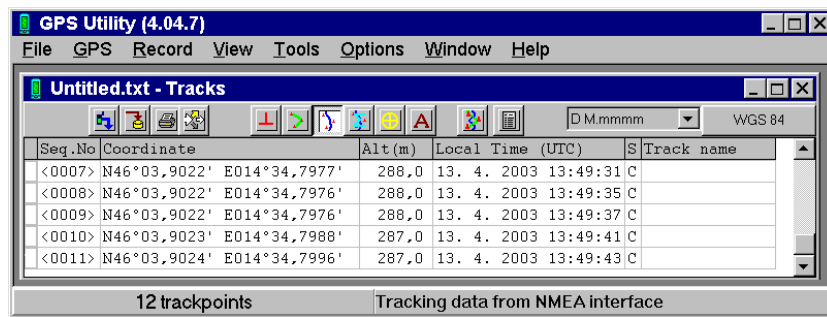 GPS Utility (4.04.7)
File GPS Record View Tools Options Window Help
Untitled.txt - Tracks
A D M.mmmm WGS 84
Seq.No Coordinate Alt(m) Local Time (UTC) S Track name
<0007> N46°03,9022' E014°34,7977' 288,0 13. 4. 2003 13:49:31 C
<0008> N46°03,9022' E014°34,7976' 288,0 13. 4. 2003 13:49:35 C
<0009> N46°03,9022' E014°34,7976' 288,0 13. 4. 2003 13:49:37 C
<0010> N46°03,9023' E014°34,7988' 287,0 13. 4. 2003 13:49:41 C
<0011> N46°03,9024' E014°34,7996' 287,0 13. 4. 2003 13:49:43 C
12 trackpoints Tracking data from NMEA interface